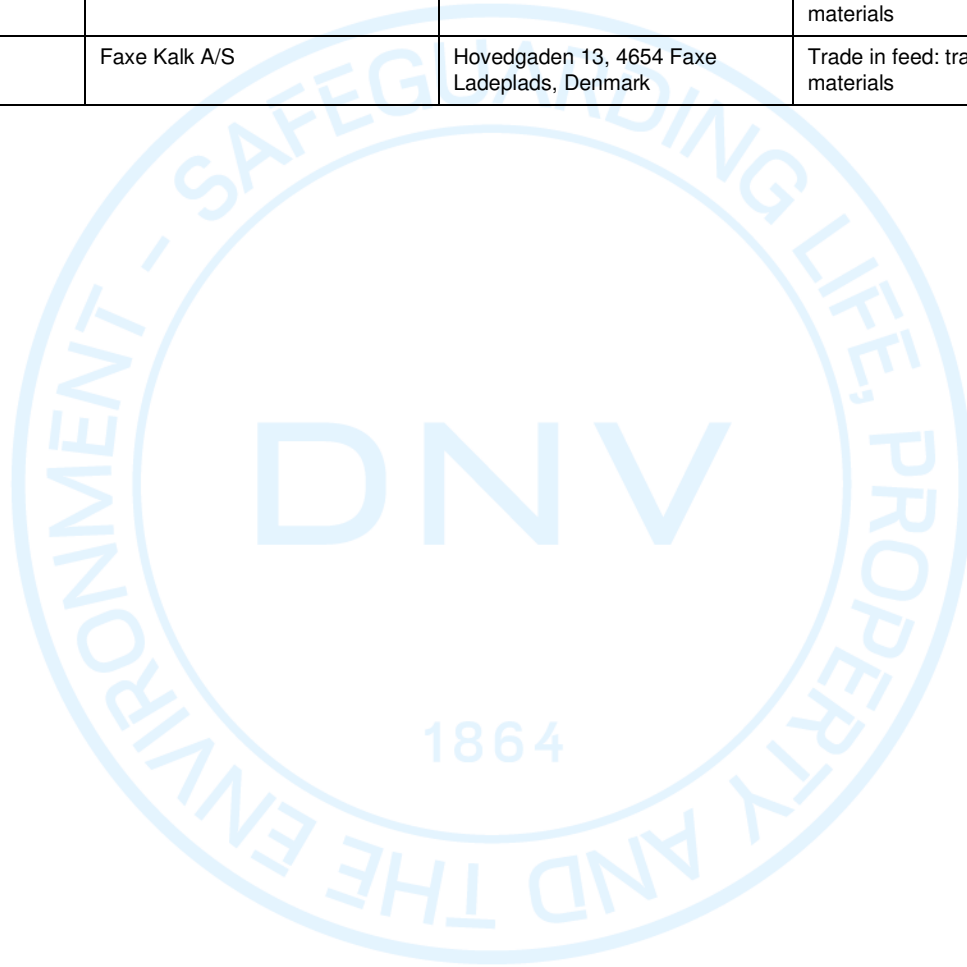 materials
Faxe Kalk A/S
Hovedgaden 13, 4654 Faxe
Ladeplads, Denmark
Trade in feed: tra
materials
SAFEGUARDING LIFE, PROPERTY AND THE ENVIRONMENT -
DNV
1864